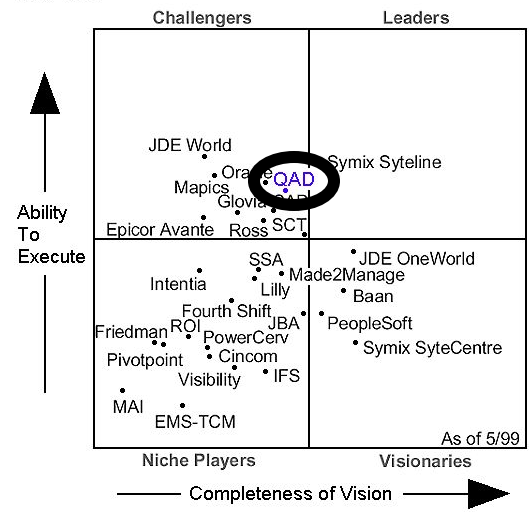 Challengers
Leaders
JDE World
Symix Syteline
QAD
Mapics
Glovia
Epicor Avante
Ross
SCT
Ability
To
Execute
SSA
JDE OneWorld
Made2Manage
Intentia
Lilly
Baan
Fourth Shift
JBA
PeopleSoft
Friedman
ROI
PowerCerv
Symix SyteCentre
Pivotpoint
Cincom
Visibility
IFS
MAI
EMS-TCM
As of 5/99
Niche Players
Visionaries
Completeness of Vision